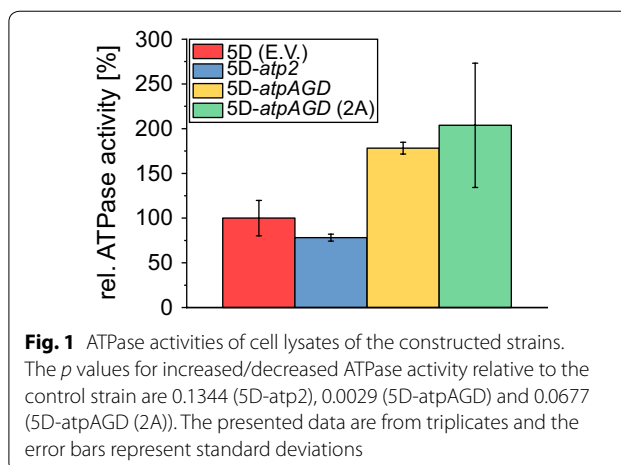 300
250
200
150
100
50
0
rel. ATPase activity [%]
5D (E.V.)
5D-atp2
5D-atpAGD
5D-atpAGD (2A)
Fig. 1 ATPase activities of cell lysates of the constructed strains.
The p values for increased/decreased ATPase activity relative to the
control strain are 0.1344 (5D-atp2), 0.0029 (5D-atpAGD) and 0.0677
(5D-atpAGD (2A)). The presented data are from triplicates and the
error bars represent standard deviations